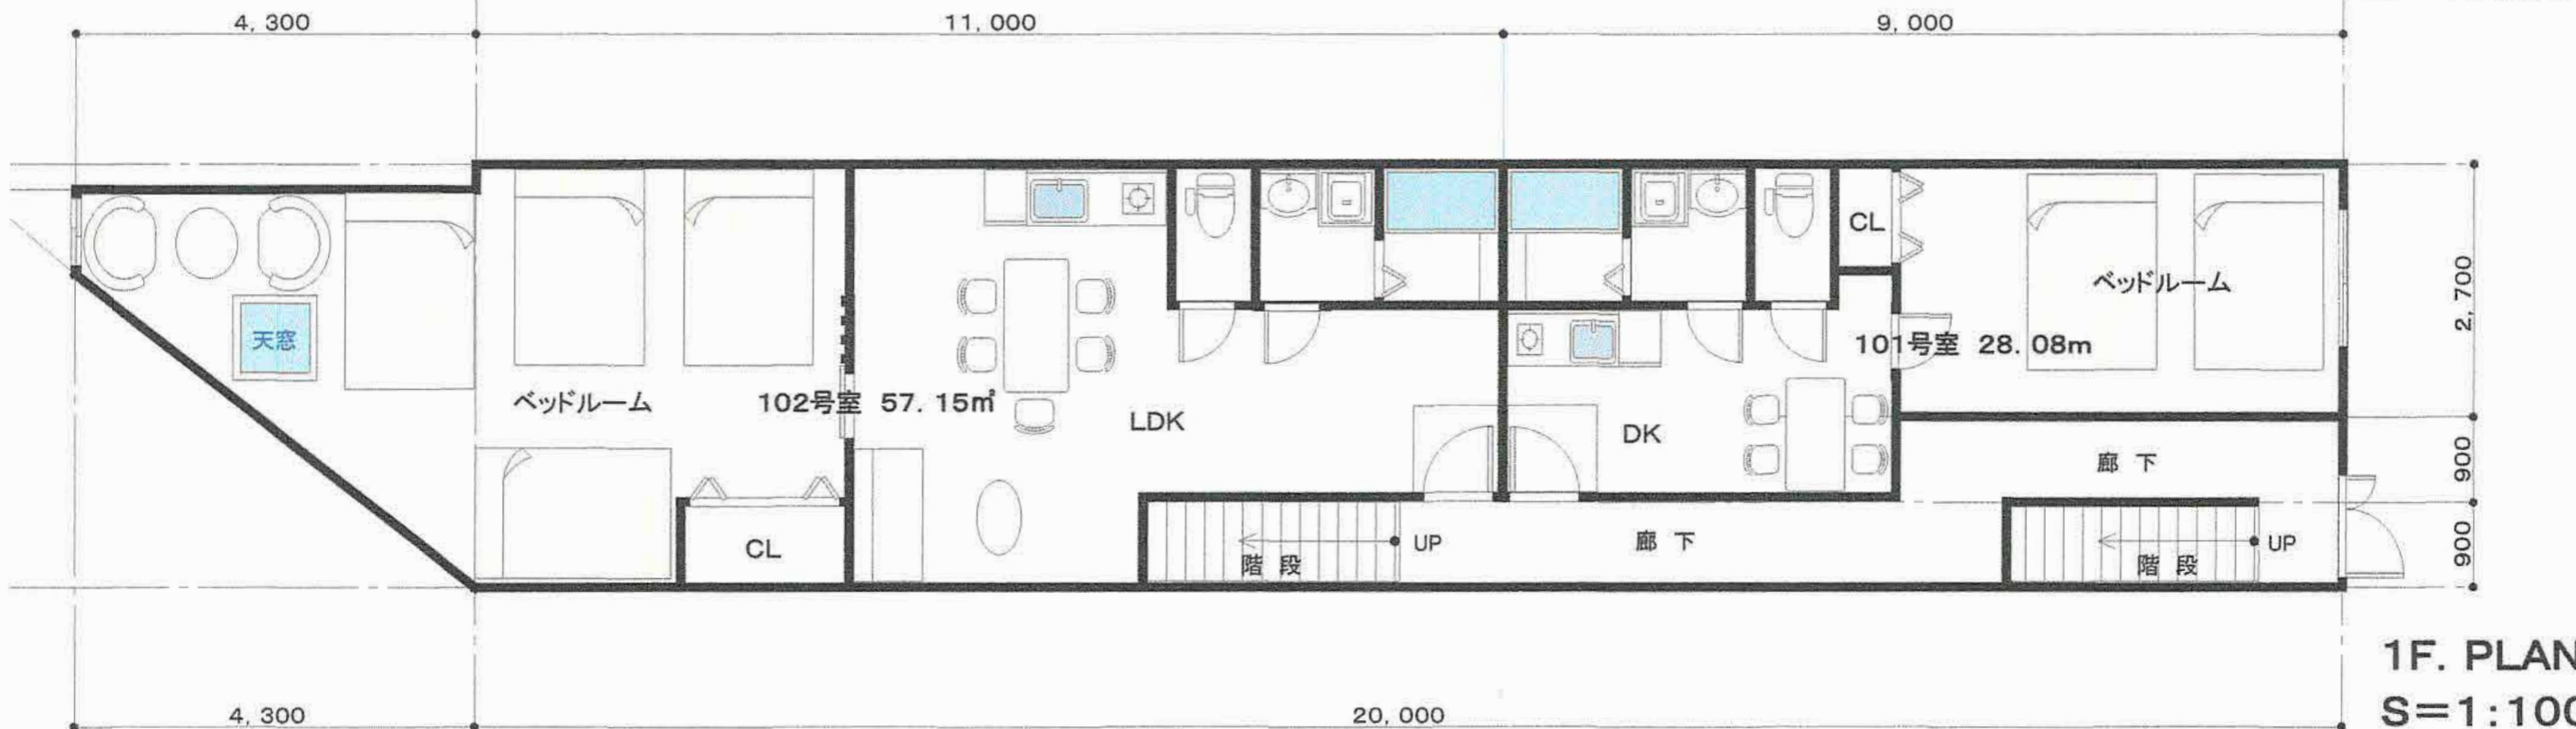 4,300
11,000
9,000
CL
ベッドルーム
2,700
天窓
101号室 28.08m
ベッドルーム
102号室 57.15㎡
LDK
DK
廊下
900
CL
階段
UP
廊下
階段
UP
900
1F. PLAN
S=1:100
4,300
20,000